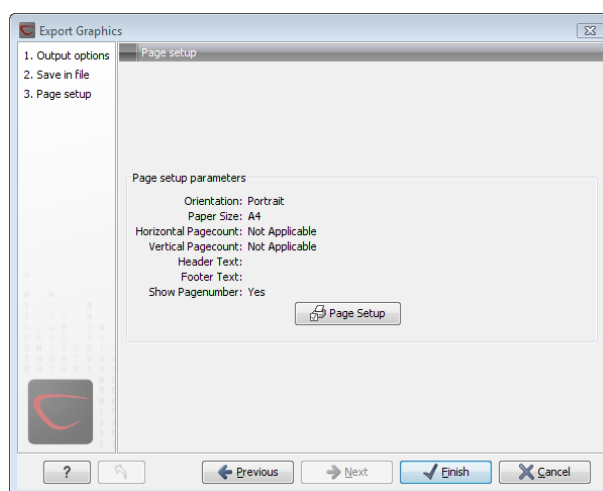 Export Graphics
1. Output options
2. Save in file
3. Page setup
Page setup
Page setup parameters
Orientation: Portrait
Paper Size: A4
Horizontal Pagecount: Not Applicable
Vertical Pagecount: Not Applicable
Header Text:
Footer Text:
Show Pagenumber: Yes
Page Setup
?
Previous
Next
Finish
Cancel